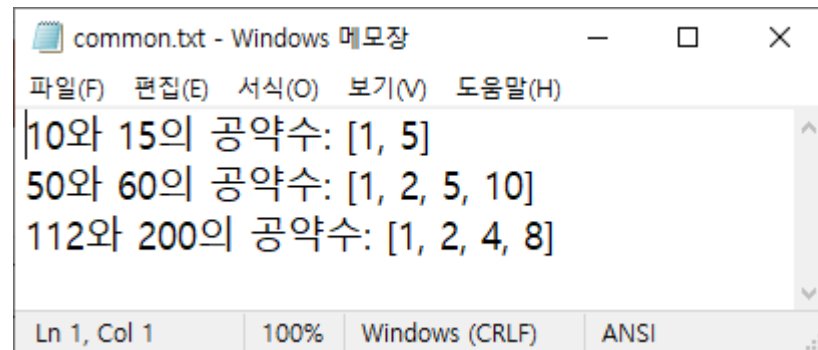 common.txt - Windows 메모장
파일(F) 편집(E) 서식(O) 보기(V) 도움말(H)
10와 15의 공약수: [1, 5]
50와 60의 공약수: [1, 2, 5, 10]
112와 200의 공약수: [1, 2, 4, 8]
Ln 1, Col 1 100% Windows (CRLF) ANSI